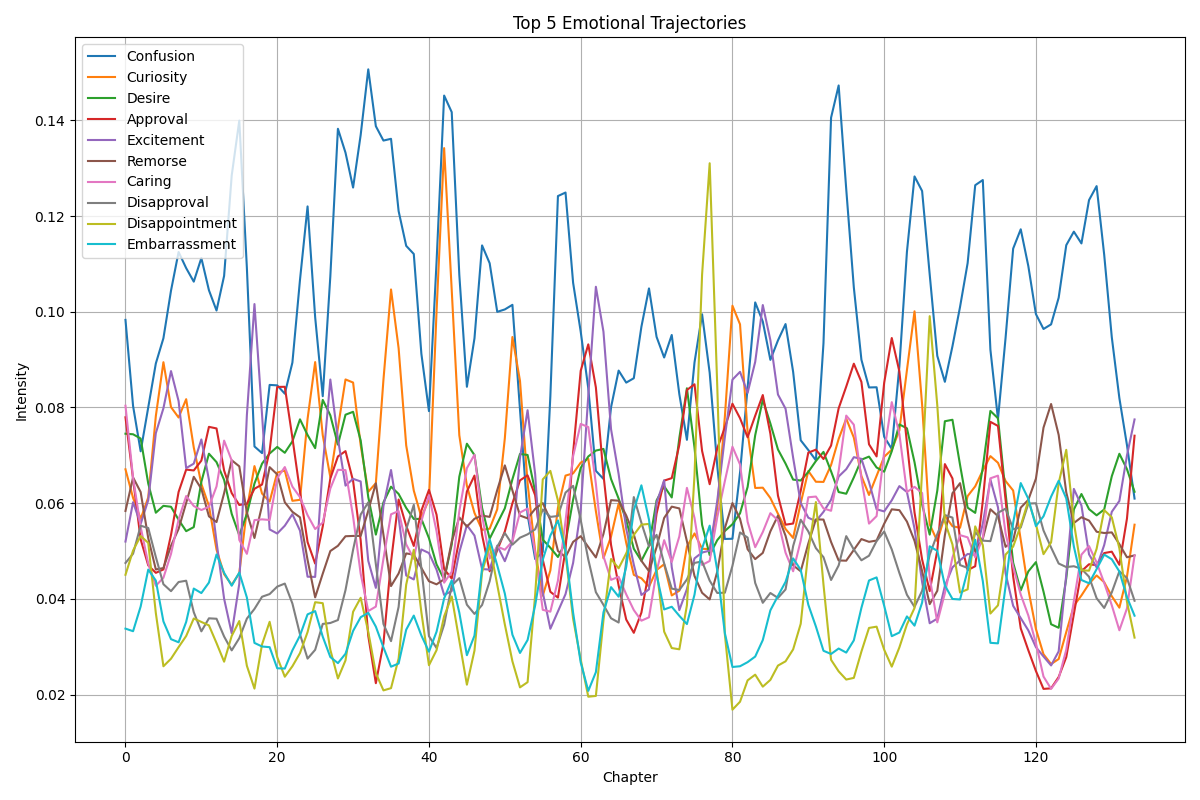 Top 5 Emotional Trajectories
Confusion
Curiosity
Desire
Approval
Excitement
Remorse
Caring
Disapproval
Disappointment
Embarrassment
Intensity
0.14
0.12
0.10
0.08
0.06
0.04
0.02
0 20 40 60 80 100 120
Chapter